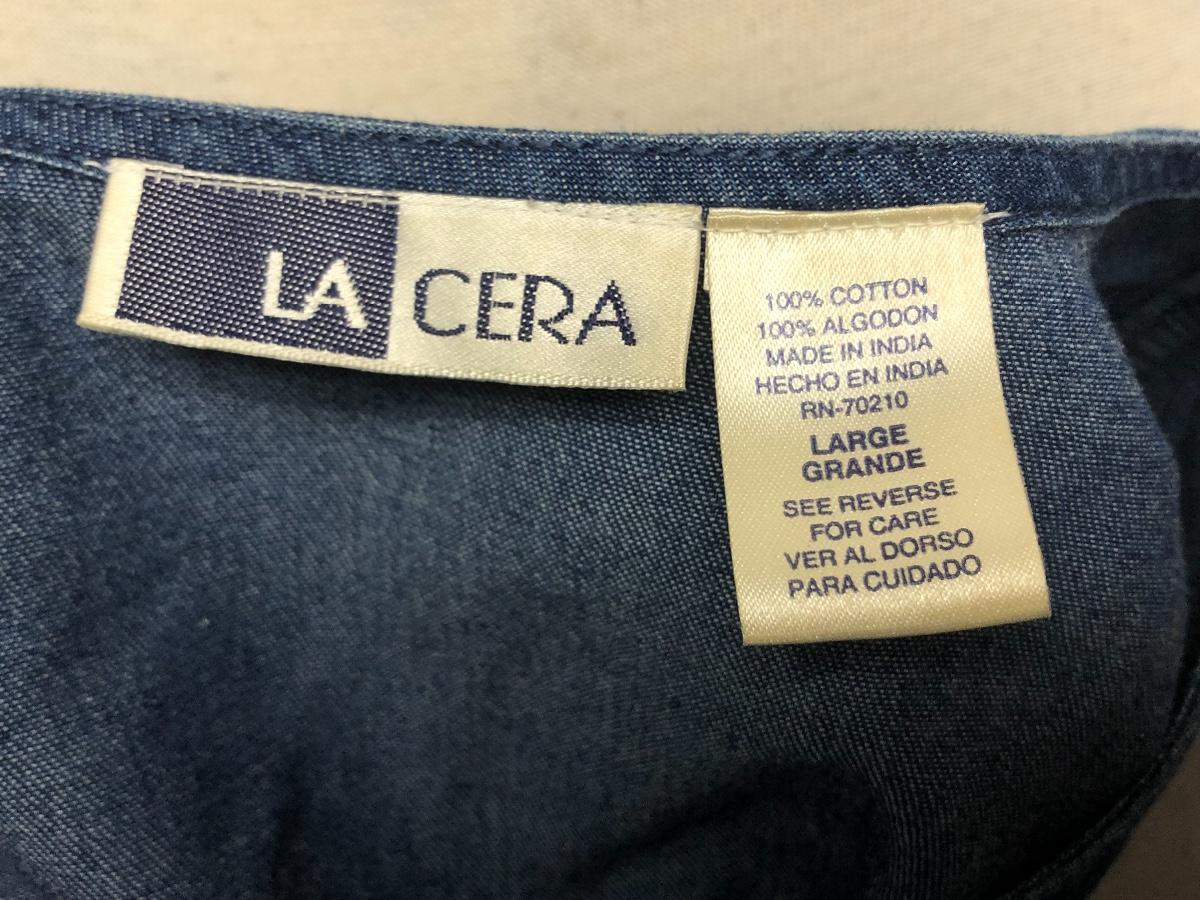 LA CERA
100% COTTON
100% ALGODON
MADE IN INDIA
HECHO EN INDIA
RN-70210
LARGE
GRANDE
SEE REVERSE
FOR CARE
VER AL DORSO
PARA CUIDADO